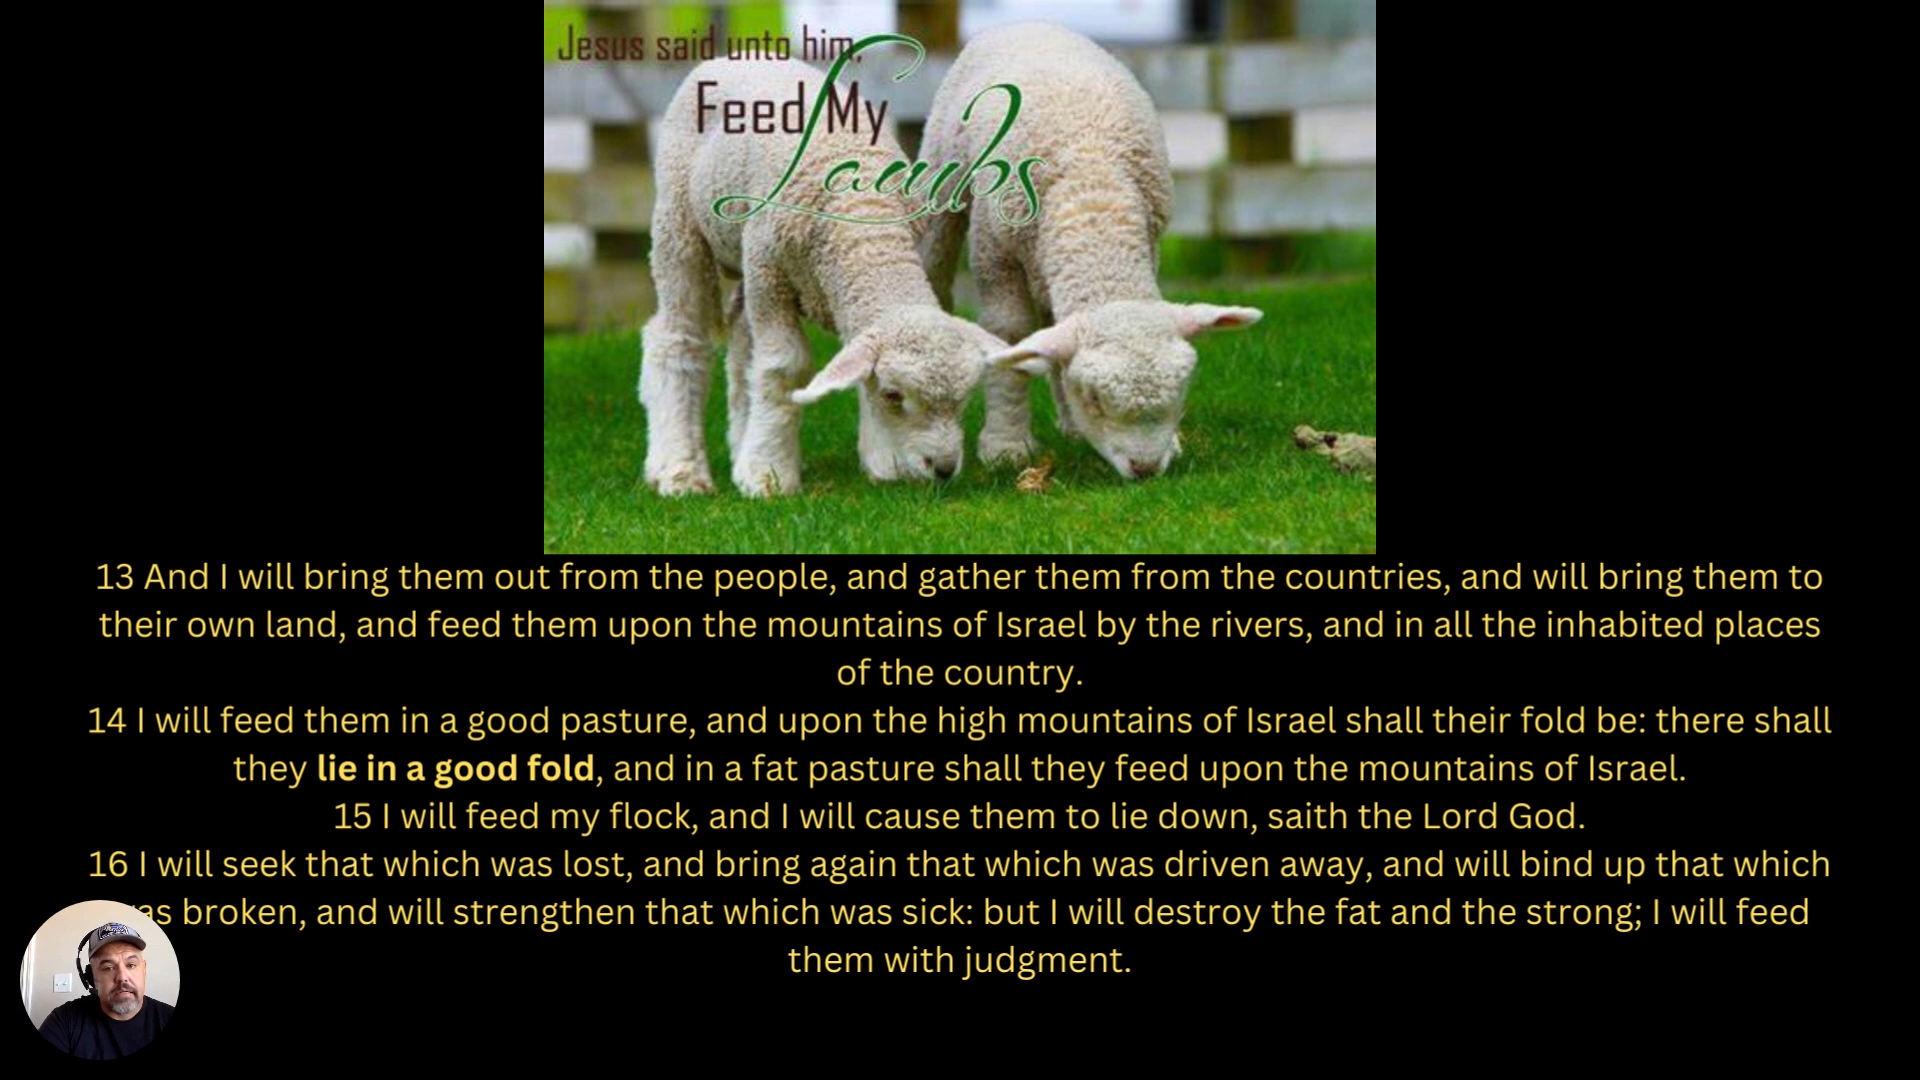 Jesus said unto him,
Feed My
Lambs
13 And I will bring them out from the people, and gather them from the countries, and will bring them to
their own land, and feed them upon the mountains of Israel by the rivers, and in all the inhabited places
of the country.
14 I will feed them in a good pasture, and upon the high mountains of Israel shall their fold be: there shall
they lie in a good fold, and in a fat pasture shall they feed upon the mountains of Israel.
15 I will feed my flock, and I will cause them to lie down, saith the Lord God.
16 I will seek that which was lost, and bring again that which was driven away, and will bind up that which
was broken, and will strengthen that which was sick: but I will destroy the fat and the strong; I will feed
them with judgment.